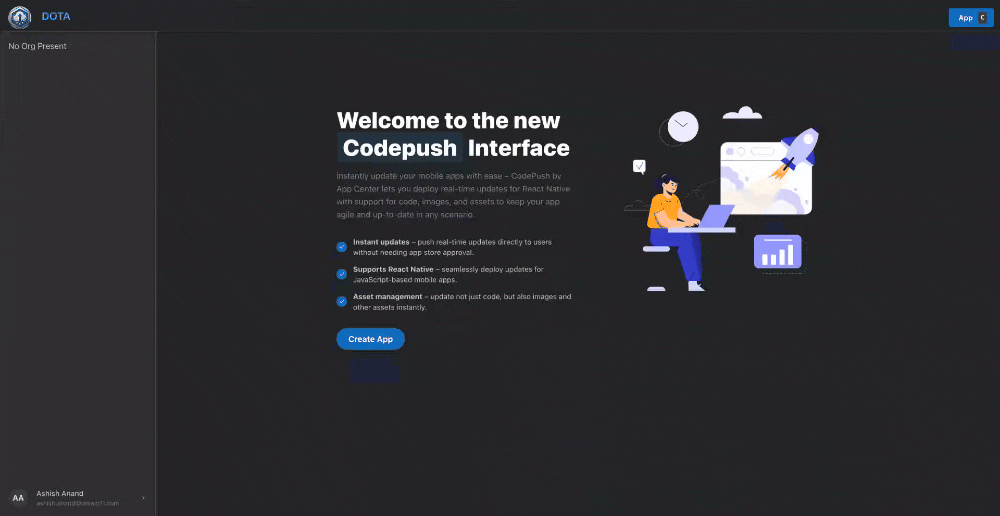 DOTA
App C
No Org Present
Welcome to the new
Codepush Interface
Instantly update your mobile apps with ease – CodePush by
App Center lets you deploy real-time updates for React Native
with support for code, images, and assets to keep your app
agile and up-to-date in any scenario.
Instant updates – push real-time updates directly to users
without needing app store approval.
Supports React Native – seamlessly deploy updates for
JavaScript-based mobile apps.
Asset management – update not just code, but also images and
other assets instantly.
Create App
AA
Ashish Anand